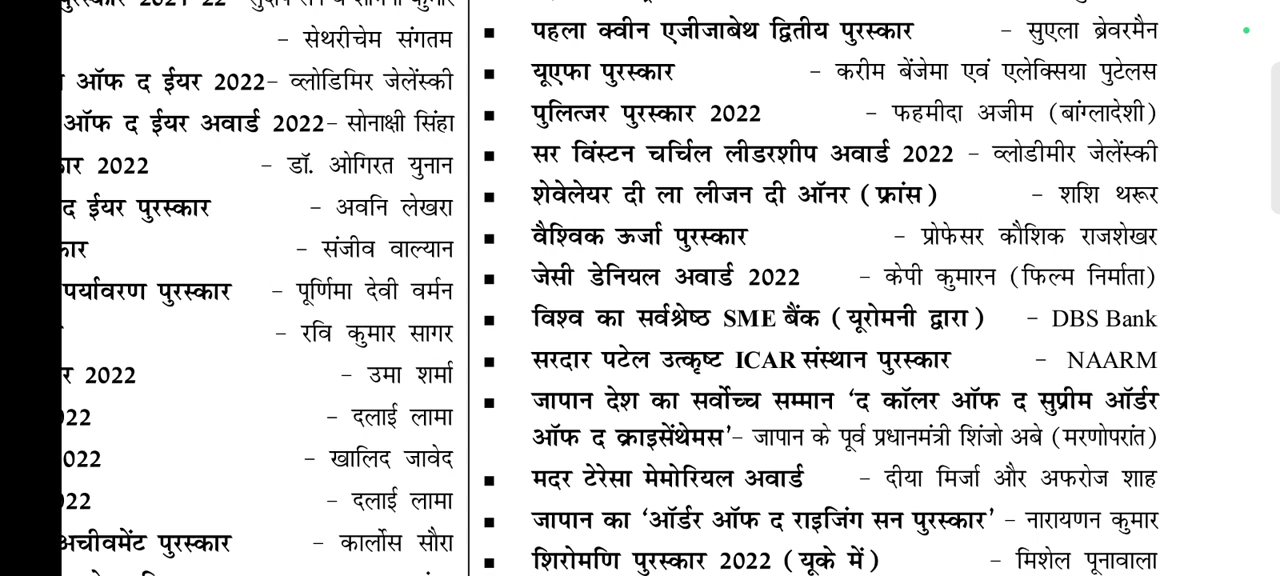 – सेथरीचेम संगतम
ऑफ द ईयर 2022– व्लोडिमिर जेलेंस्की
ऑफ द ईयर अवार्ड 2022– सोनाक्षी सिंहा
2022 – डॉ. ओगिरत युनान
द ईयर पुरस्कार – अवनि लेखरा
– संजीव वाल्यान
पर्यावरण पुरस्कार – पूर्णिमा देवी वर्मन
– रवि कुमार सागर
2022 – उमा शर्मा
– दलाई लामा
– खालिद जावेद
– दलाई लामा
अचीवमेंट पुरस्कार – कार्लोस सौरा
▪ पहला क्वीन एजीजाबेथ द्वितीय पुरस्कार – सुएला ब्रेवरमैन
▪ यूएफा पुरस्कार – करीम बेंजेमा एवं एलेक्सिया पुटेलस
▪ पुलित्जर पुरस्कार 2022 – फहमीदा अजीम (बांग्लादेशी)
▪ सर विंस्टन चर्चिल लीडरशीप अवार्ड 2022 – व्लोडीमीर जेलेंस्की
▪ शेवेलेयर दी ला लीजन दी ऑनर (फ्रांस) – शशि थरूर
▪ वैश्विक ऊर्जा पुरस्कार – प्रोफेसर कौशिक राजशेखर
▪ जेसी डेनियल अवार्ड 2022 – केपी कुमारन (फिल्म निर्माता)
▪ विश्व का सर्वश्रेष्ठ SME बैंक (यूरोमनी द्वारा) – DBS Bank
▪ सरदार पटेल उत्कृष्ट ICAR संस्थान पुरस्कार – NAARM
▪ जापान देश का सर्वोच्च सम्मान ‘द कॉलर ऑफ द सुप्रीम ऑर्डर
ऑफ द क्राइसेंथेमस’– जापान के पूर्व प्रधानमंत्री शिंजो अबे (मरणोपरांत)
▪ मदर टेरेसा मेमोरियल अवार्ड – दीया मिर्जा और अफरोज शाह
▪ जापान का ‘ऑर्डर ऑफ द राइजिंग सन पुरस्कार’ – नारायणन कुमार
▪ शिरोमणि पुरस्कार 2022 (यूके में) – मिशेल पूनावाला